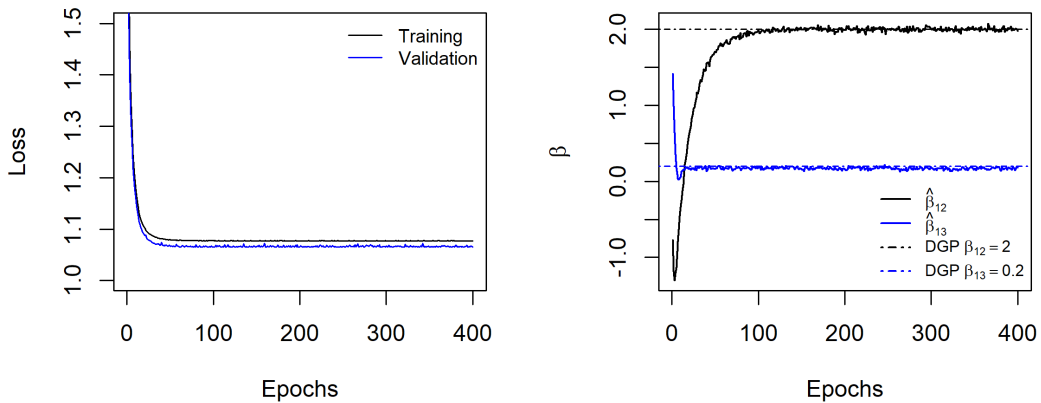 1.5
1.4
1.3
1.2
1.1
1.0
Loss
Training
Validation
0
100
200
300
400
Epochs
2.0
1.0
0.0
-1.0
β
β̂₁₂
β̂₁₃
DGP β₁₂ = 2
DGP β₁₃ = 0.2
0
100
200
300
400
Epochs